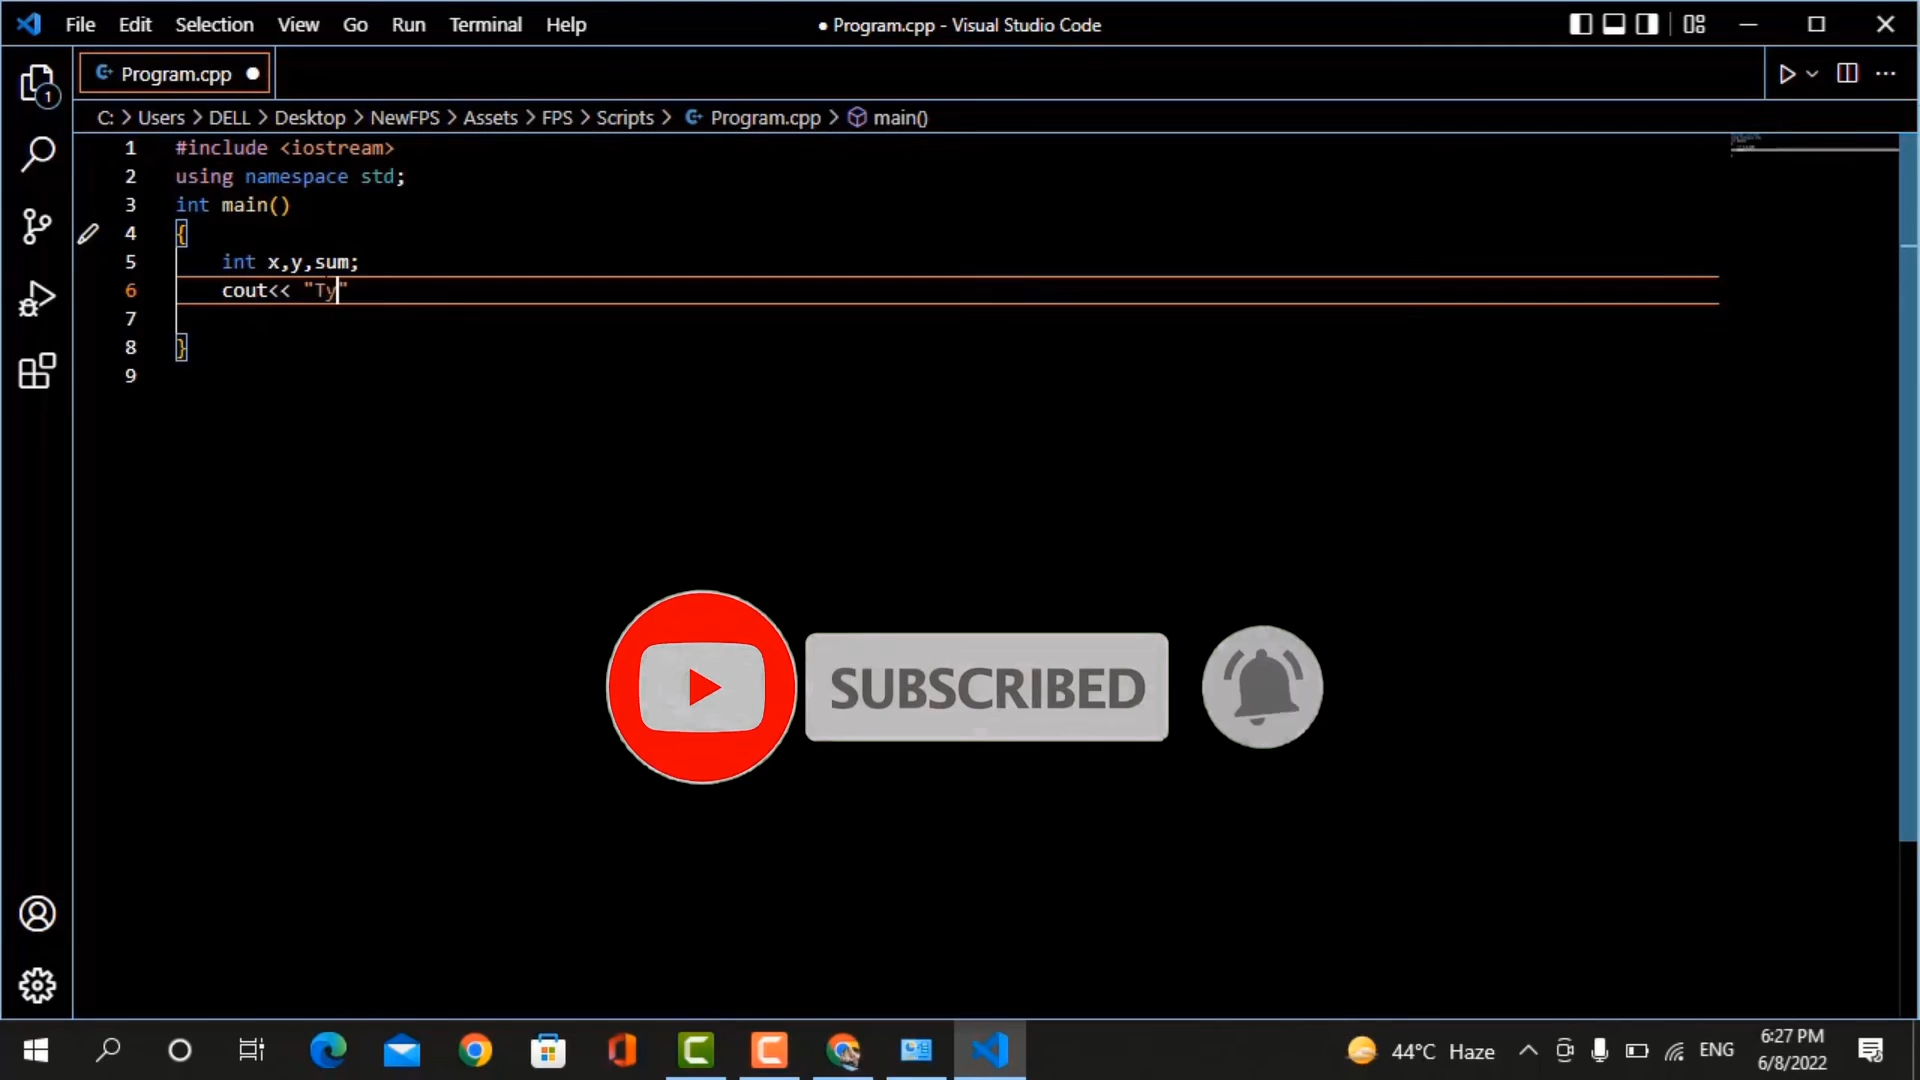 File Edit Selection View Go Run Terminal Help
● Program.cpp - Visual Studio Code
Program.cpp ●
C: > Users > DELL > Desktop > NewFPS > Assets > FPS > Scripts > Program.cpp > main()
1 #include <iostream>
2 using namespace std;
3 int main()
4 {
5 int x,y,sum;
6 cout<< "Ty"
7
8 }
9
1
SUBSCRIBED
44°C Haze
ENG
6:27 PM
6/8/2022